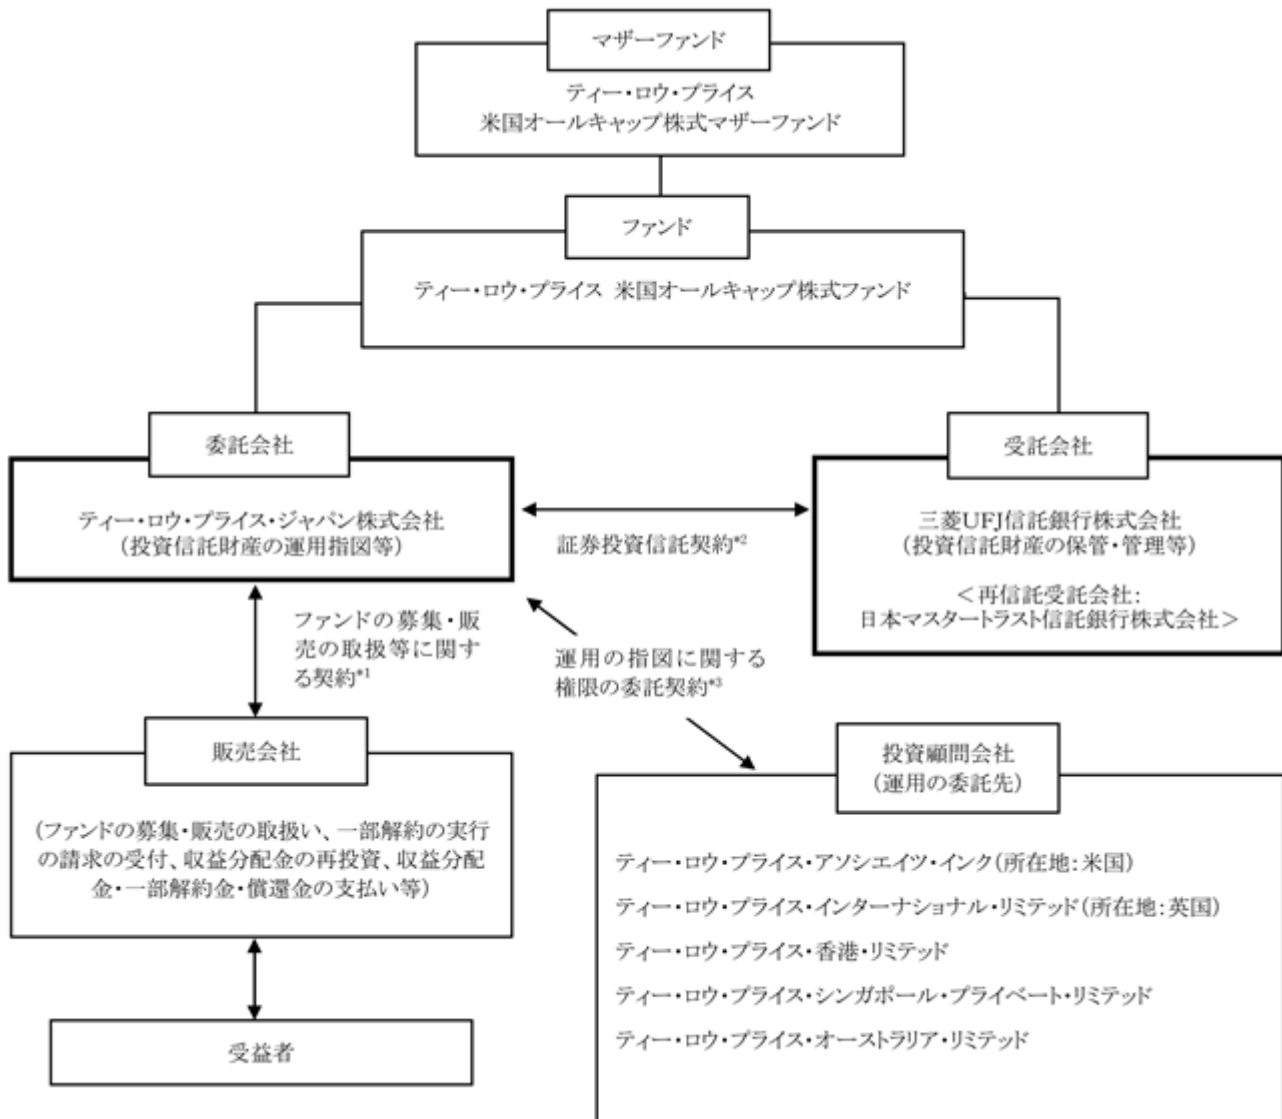 マザーファンド
ティー・ロウ・プライス
米国オールキャップ株式マザーファンド
ファンド
ティー・ロウ・プライス 米国オールキャップ株式ファンド
委託会社
ティー・ロウ・プライス・ジャパン株式会社
(投資信託財産の運用指図等)
証券投資信託契約*2
受託会社
三菱UFJ信託銀行株式会社
(投資信託財産の保管・管理等)
<再信託受託会社:
日本マスタートラスト信託銀行株式会社>
ファンドの募集・販
売の取扱等に関す
る契約*1
運用の指図に関する
権限の委託契約*3
販売会社
(ファンドの募集・販売の取扱い、一部解約の実行
の請求の受付、収益分配金の再投資、収益分配
金・一部解約金・償還金の支払い等)
受益者
投資顧問会社
(運用の委託先)
ティー・ロウ・プライス・アソシエイツ・インク(所在地:米国)
ティー・ロウ・プライス・インターナショナル・リミテッド(所在地:英国)
ティー・ロウ・プライス・香港・リミテッド
ティー・ロウ・プライス・シンガポール・プライベート・リミテッド
ティー・ロウ・プライス・オーストラリア・リミテッド